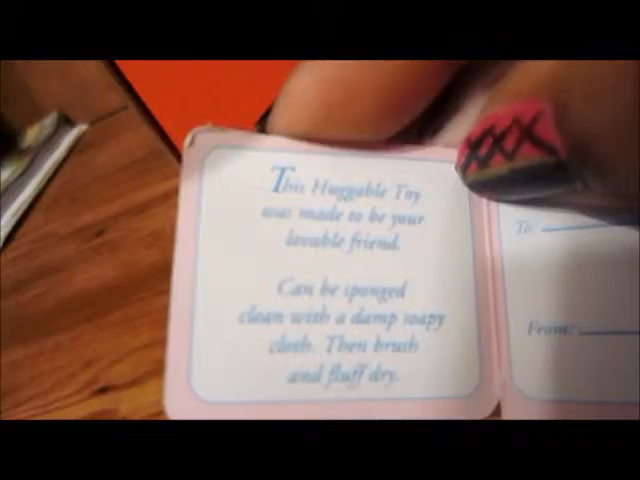 This Huggable Toy
was made to be your
lovable friend.
Can be sponged
clean with a damp soapy
cloth. Then brush
and fluff dry.
To:
From: